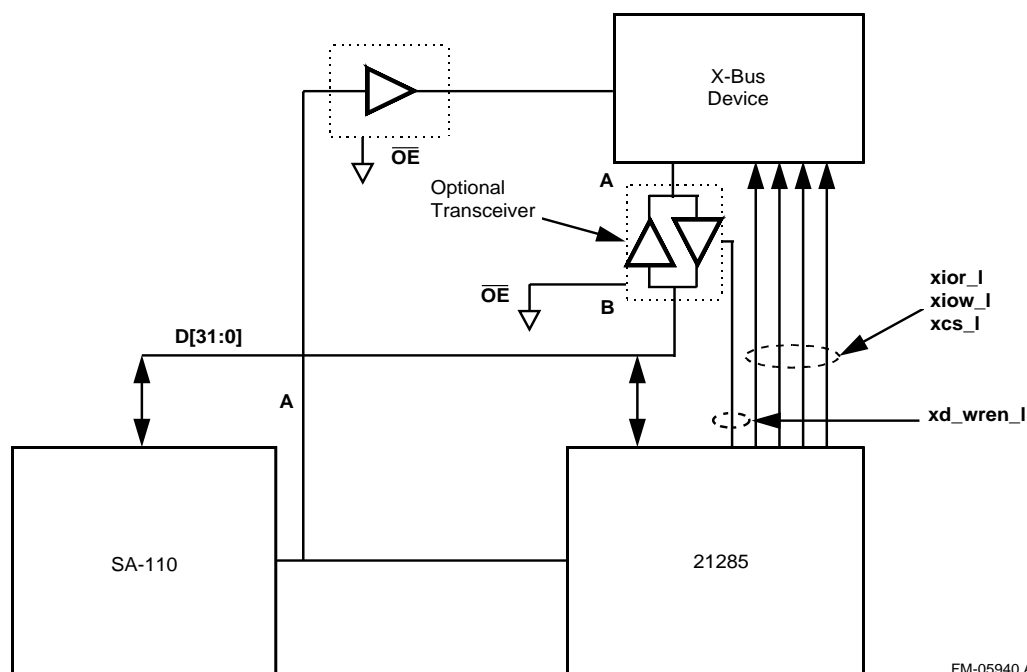 X-Bus
Device
OE
A
Optional
Transceiver
xior_l
xiow_l
xcs_l
OE
B
D[31:0]
A
xd_wren_l
SA-110
21285